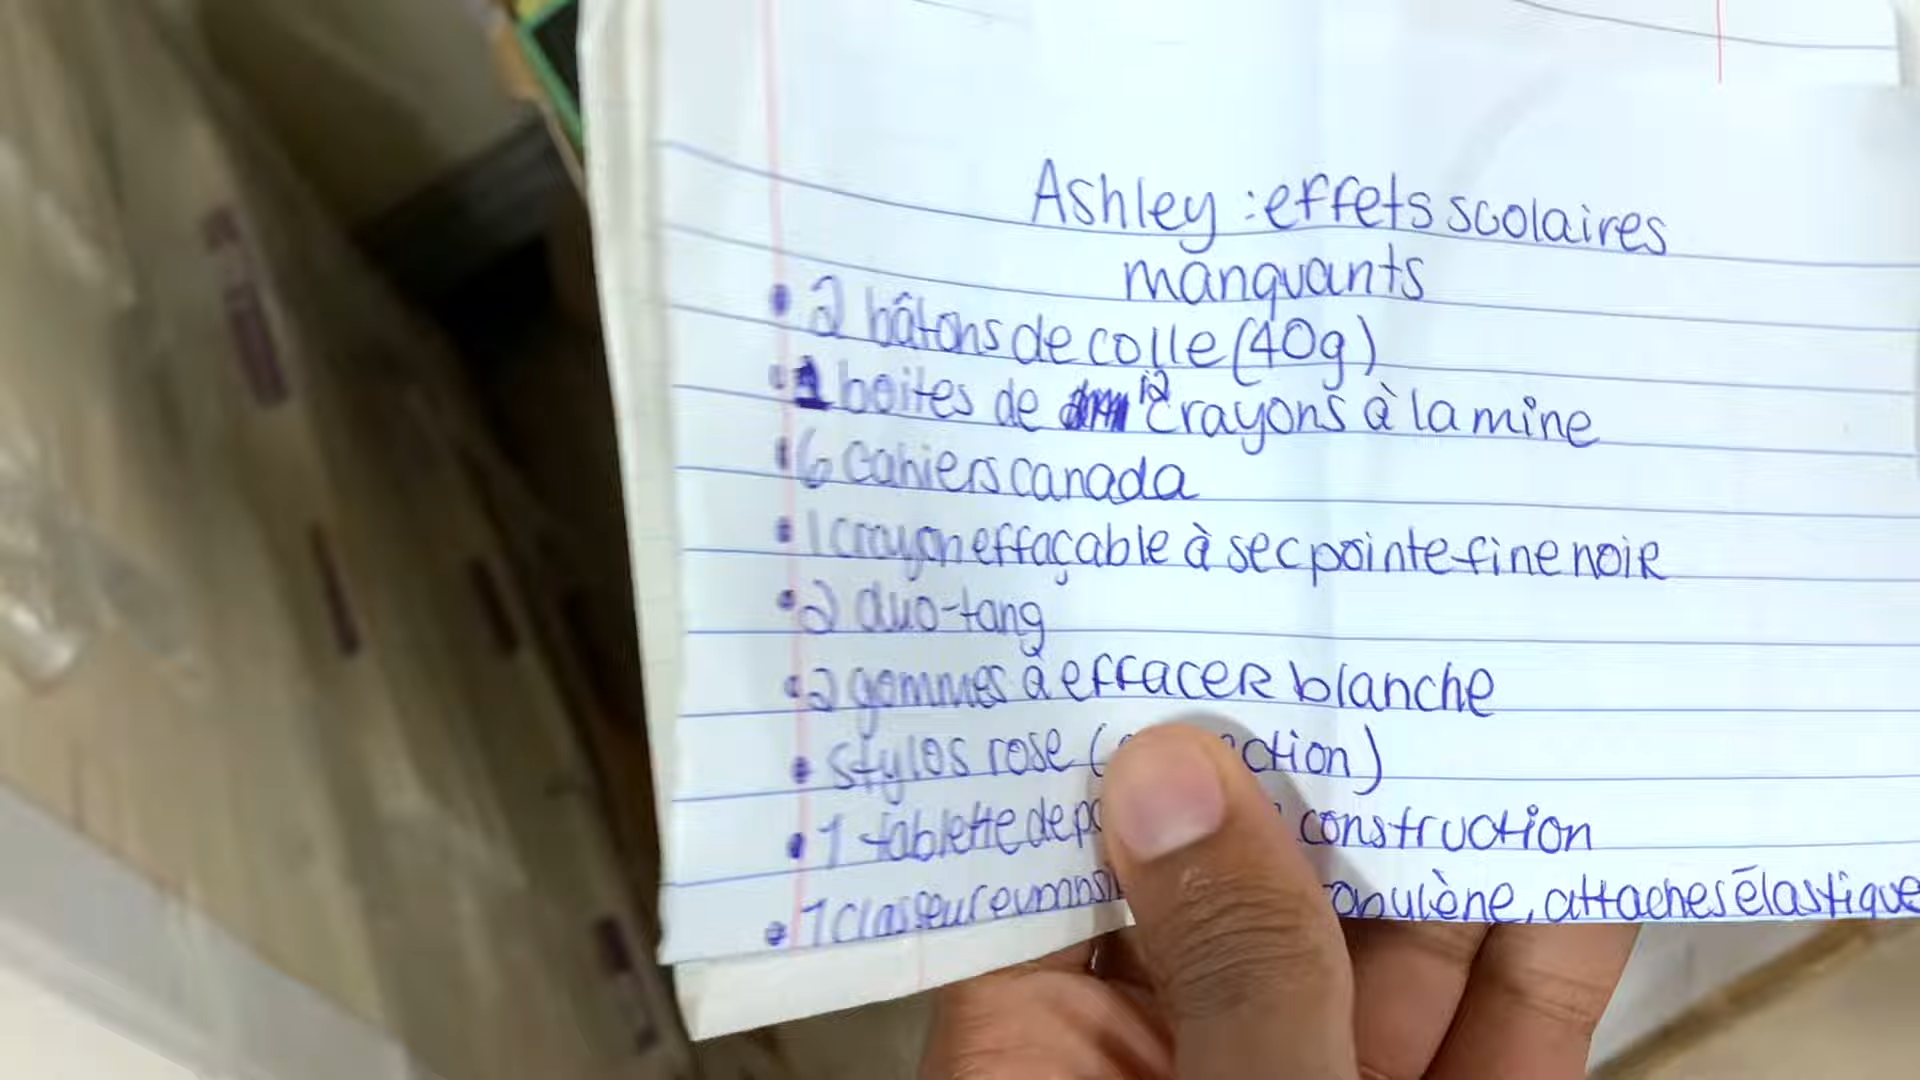 Ashley : effets scolaires
manquants
• 2 bâtons de colle (40g)
• 1 boites de 12 crayons à la mine
• 6 cahiers canada
• 1 crayon effaçable à sec pointe fine noir
• 2 duo-tang
• 2 gommes à effacer blanche
• stylos rose ( ction)
• 1 tablette de construction
• 1 classeur , attaches élastique